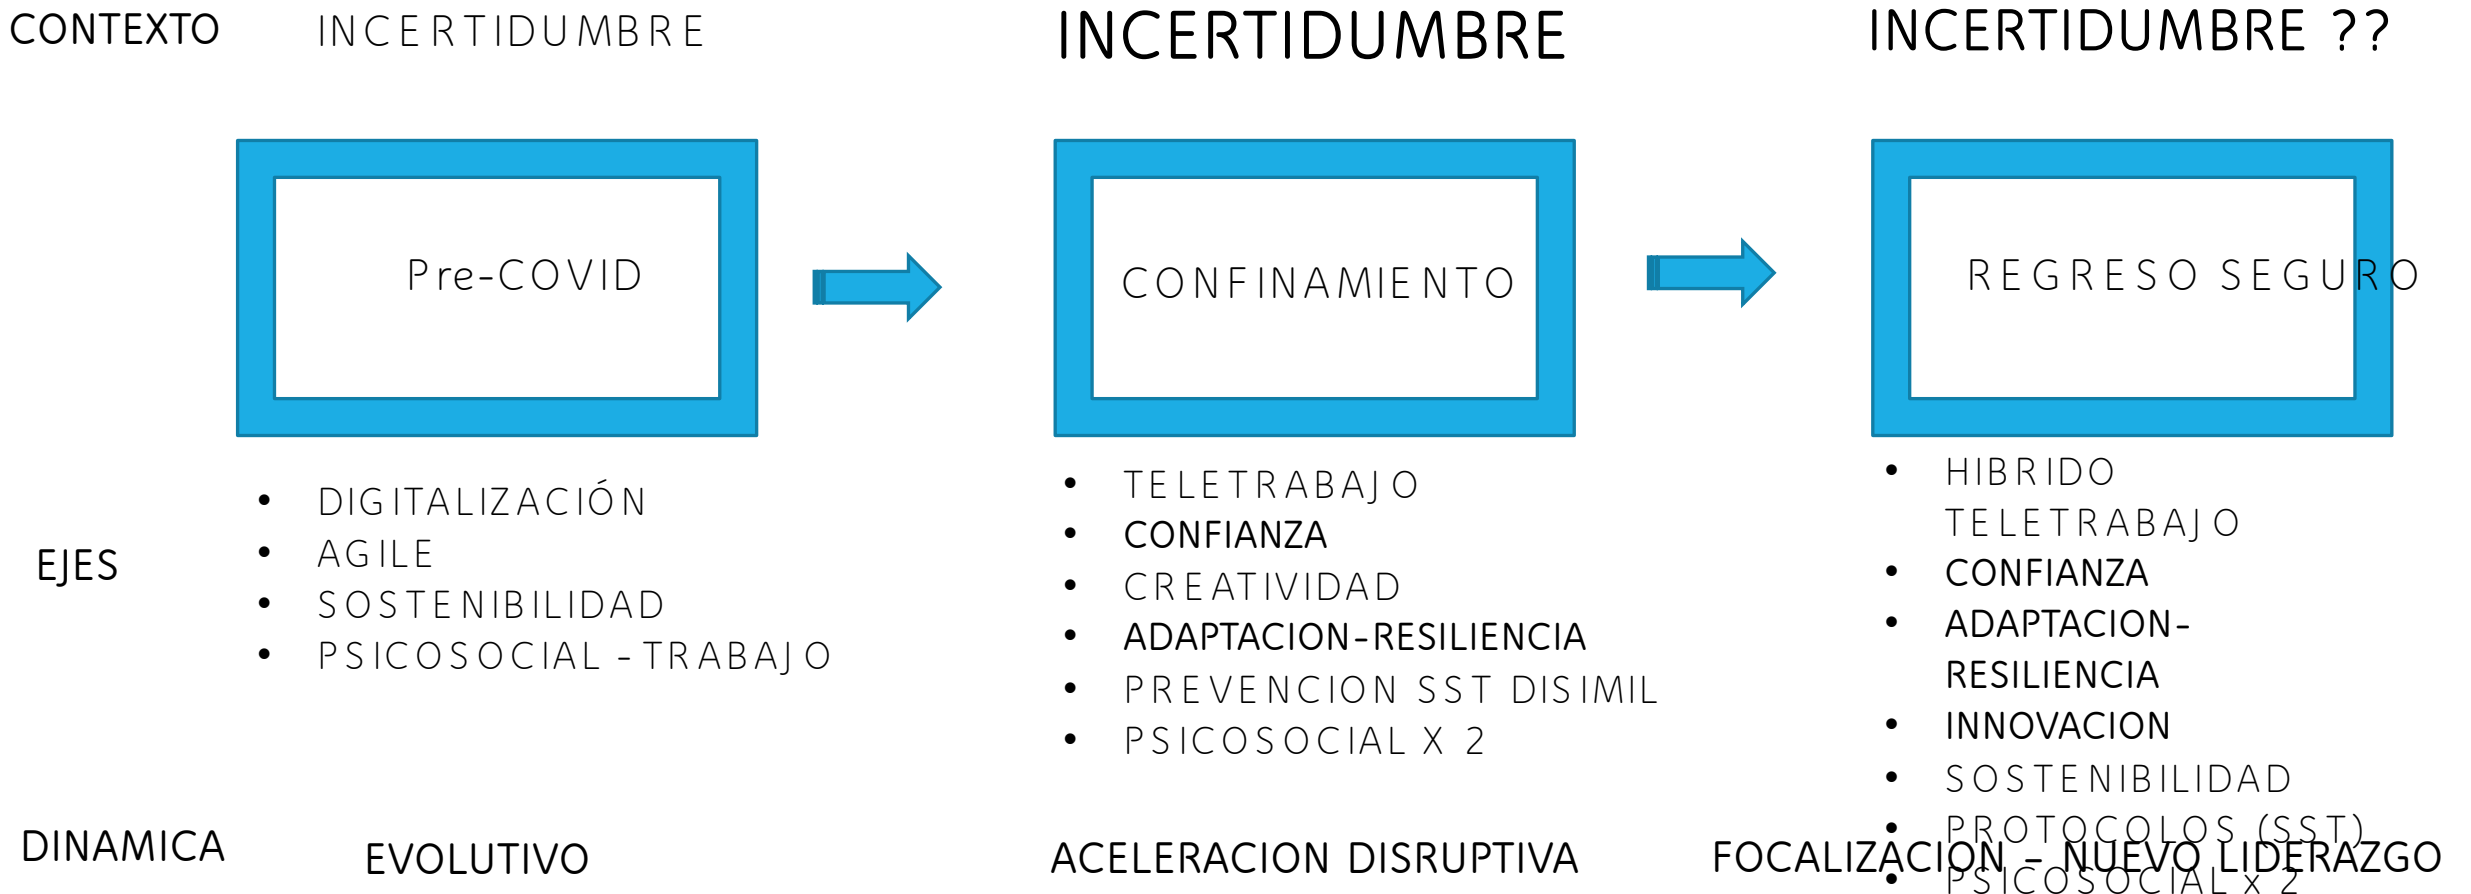 CONTEXTO
INCERTIDUMBRE
INCERTIDUMBRE
INCERTIDUMBRE ??
Pre-COVID
CONFINAMIENTO
REGRESO SEGURO
EJES
• DIGITALIZACIÓN
• AGILE
• SOSTENIBILIDAD
• PSICOSOCIAL - TRABAJO
• TELETRABAJO
• CONFIANZA
• CREATIVIDAD
• ADAPTACION-RESILIENCIA
• PREVENCION SST DISIMIL
• PSICOSOCIAL X 2
• HIBRIDO
TELETRABAJO
• CONFIANZA
• ADAPTACION-
RESILIENCIA
• INNOVACION
• SOSTENIBILIDAD
• PROTOCOLOS (SST)
• PSICOSOCIAL x 2
DINAMICA
EVOLUTIVO
ACELERACION DISRUPTIVA
FOCALIZACION - NUEVO LIDERAZGO